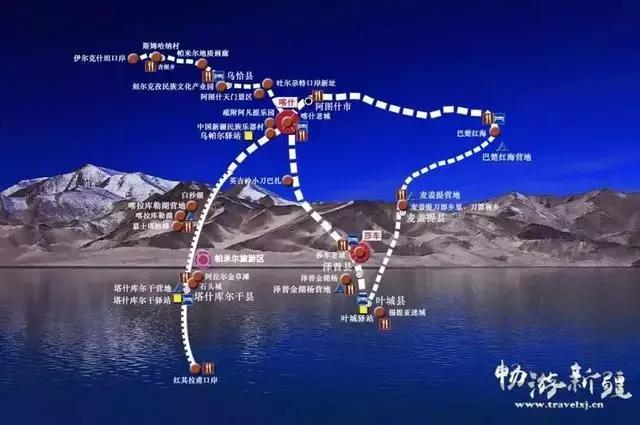 斯姆哈纳村
伊尔克什坦口岸
帕米尔地质画廊
吉根乡
乌恰县
吐尔尕特口岸新址
刻尔克孜民族文化产业园
阿图什天门景区
喀什
阿图什市
疏附阿凡提乐园
喀什老城
中国新疆民族乐器村
乌帕尔驿站
巴楚红海
巴楚红海营地
英吉沙小刀巴扎
白沙湖
喀拉库勒湖营地
喀拉库勒湖
慕士塔格峰
麦盖提营地
麦盖提刀郎乡里、刀郎画乡
麦盖提县
莎车
莎车老城
帕米尔旅游区
泽普县
阿拉尔金草滩
石头城
塔什库尔干营地
塔什库尔干驿站
塔什库尔干县
泽普金湖杨
泽普金湖杨营地
叶城县
叶城驿站
锡提亚迷城
红其拉甫口岸
畅游新疆
www.travelxj.cn